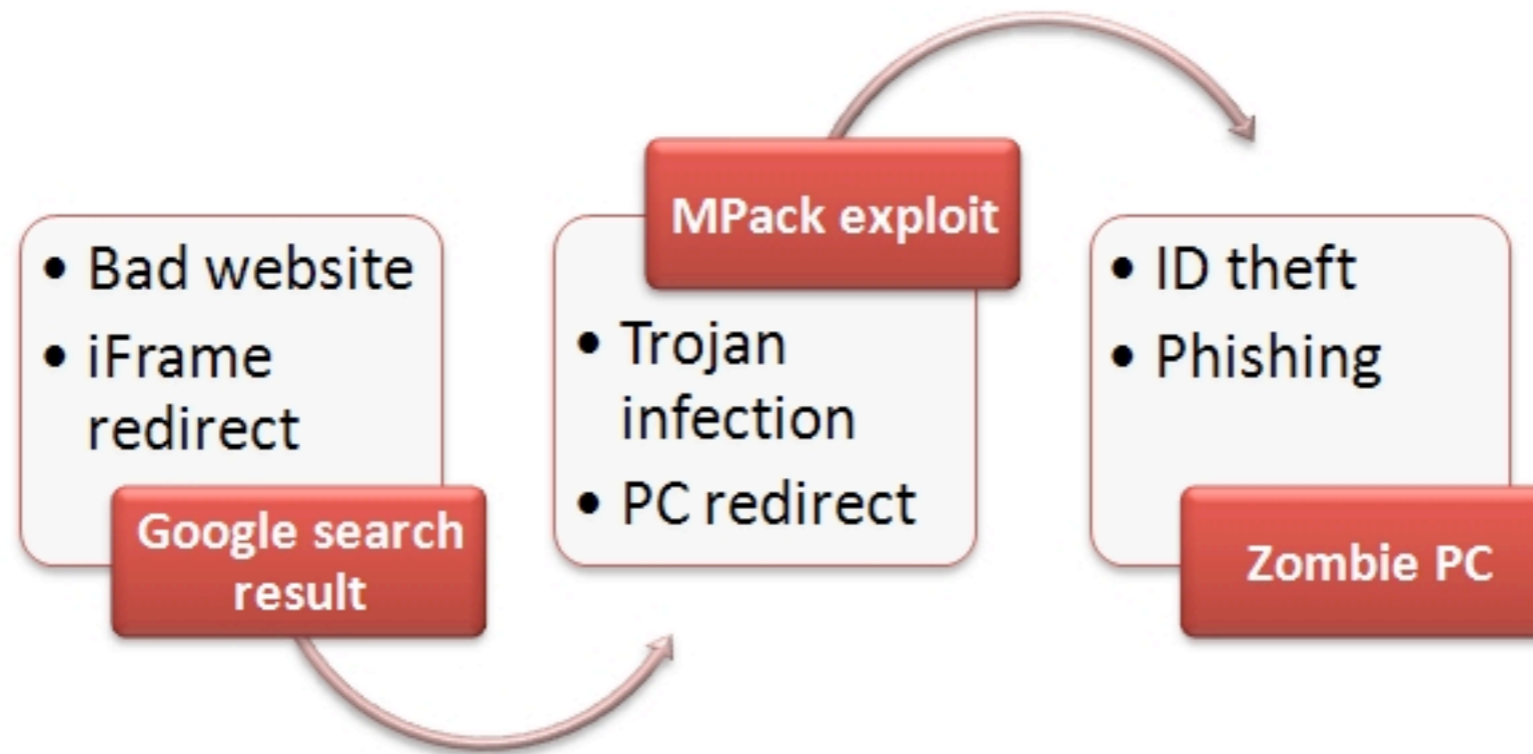 • Bad website
• iFrame
redirect
Google search
result
MPack exploit
• Trojan
infection
• PC redirect
• ID theft
• Phishing
Zombie PC